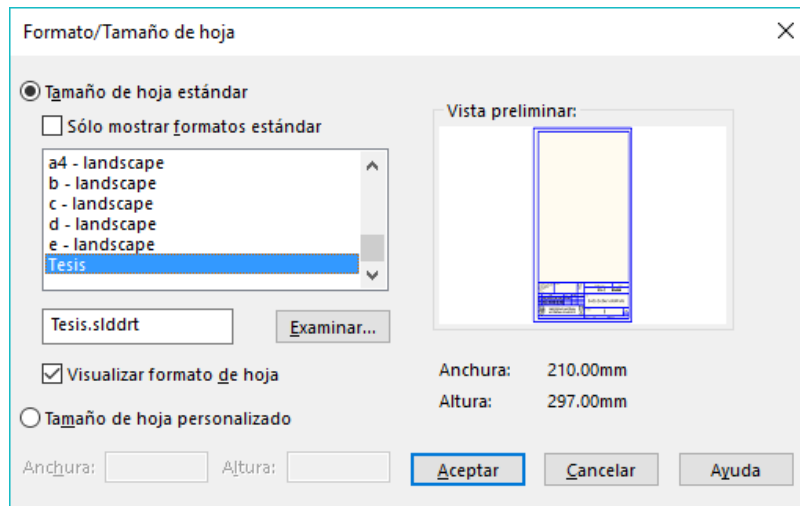 Formato/Tamaño de hoja
Tamaño de hoja estándar
Sólo mostrar formatos estándar
a4 - landscape
b - landscape
c - landscape
d - landscape
e - landscape
Tesis
Tesis.slddrt
Examinar...
Visualizar formato de hoja
Tamaño de hoja personalizado
Anchura:
Altura:
Vista preliminar:
Anchura: 210.00mm
Altura: 297.00mm
Aceptar
Cancelar
Ayuda